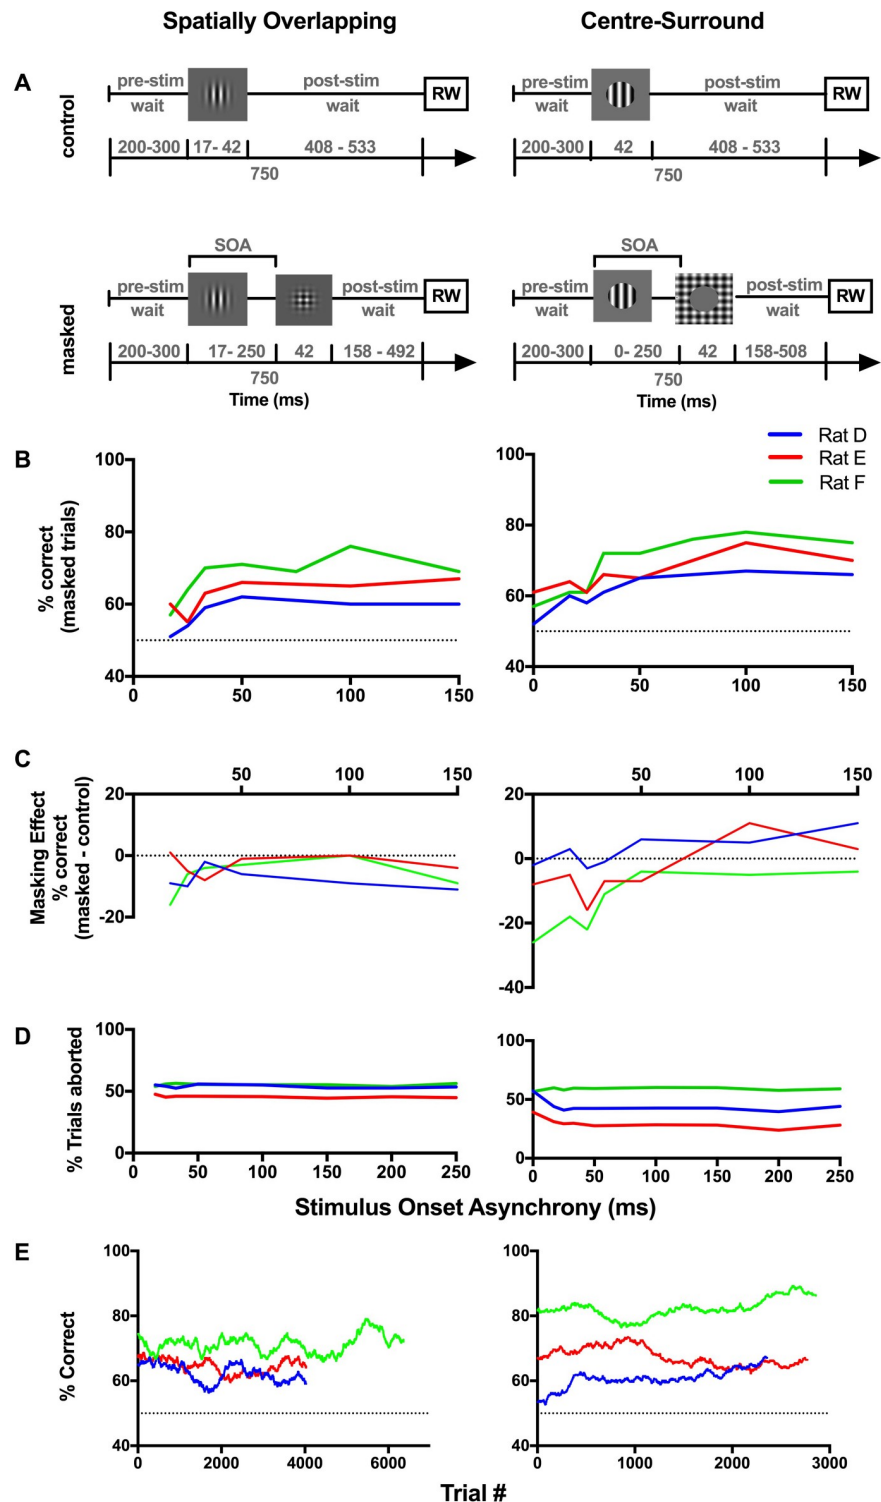 Spatially Overlapping Centre-Surround
A
control
pre-stim wait post-stim wait RW
200-300 17- 42 408 - 533
750
pre-stim wait post-stim wait RW
200-300 42 408 - 533
750
masked
SOA
pre-stim wait post-stim wait RW
200-300 17- 250 42 158 - 492
750
Time (ms)
SOA
pre-stim wait post-stim wait RW
200-300 0- 250 42 158-508
750
Time (ms)
B
% correct
(masked trials)
100
80
60
40
0 50 100 150
Rat D
Rat E
Rat F
100
80
60
40
0 50 100 150
C
Masking Effect
% correct
(masked - control)
50 100 150
20
0
-20
50 100 150
20
0
-20
-40
D
% Trials aborted
100
50
0
0 50 100 150 200 250
100
50
0
0 50 100 150 200 250
Stimulus Onset Asynchrony (ms)
E
% Correct
100
80
60
40
0 2000 4000 6000
100
80
60
40
0 1000 2000 3000
Trial #